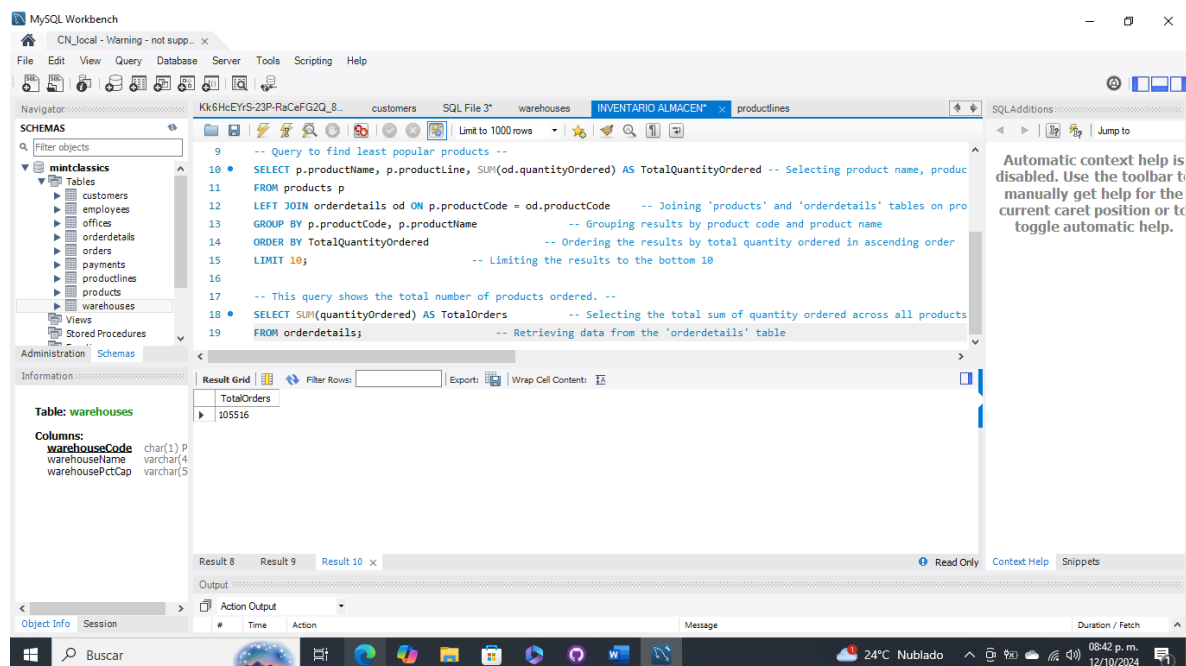 MySQL Workbench
CN_local - Warning - not supp... ×
File Edit View Query Database Server Tools Scripting Help
Navigator
SCHEMAS
Filter objects
mintclassics
Tables
customers
employees
offices
orderdetails
orders
payments
productlines
products
warehouses
Views
Stored Procedures
Administration Schemas
Information
Table: warehouses
Columns:
warehouseCode char(1) P
warehouseName varchar(4
warehousePctCap varchar(5
Object Info Session
Kk6HcEYrS-23P-RaCeFG2Q_8... customers SQL File 3* warehouses INVENTARIO ALMACEN* × productlines
Limit to 1000 rows
9 -- Query to find least popular products --
10 SELECT p.productName, p.productLine, SUM(od.quantityOrdered) AS TotalQuantityOrdered -- Selecting product name, produc
11 FROM products p
12 LEFT JOIN orderdetails od ON p.productCode = od.productCode -- Joining 'products' and 'orderdetails' tables on pro
13 GROUP BY p.productCode, p.productName -- Grouping results by product code and product name
14 ORDER BY TotalQuantityOrdered -- Ordering the results by total quantity ordered in ascending order
15 LIMIT 10; -- Limiting the results to the bottom 10
16
17 -- This query shows the total number of products ordered. --
18 SELECT SUM(quantityOrdered) AS TotalOrders -- Selecting the total sum of quantity ordered across all products
19 FROM orderdetails; -- Retrieving data from the 'orderdetails' table
Result Grid Filter Rows: Export: Wrap Cell Content:
TotalOrders
105516
Result 8 Result 9 Result 10 × Read Only
Output
Action Output
# Time Action Message Duration / Fetch
SQLAdditions
Jump to
Automatic context help is
disabled. Use the toolbar t
manually get help for the
current caret position or to
toggle automatic help.
Context Help Snippets
Buscar
24°C Nublado
08:42 p. m.
12/10/2024